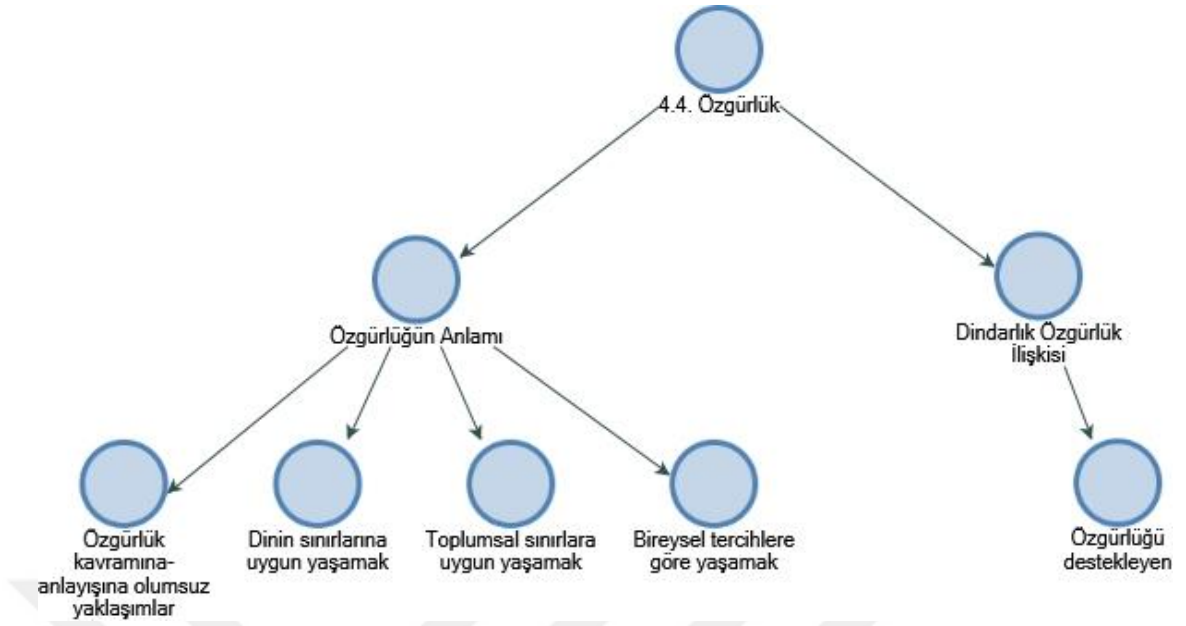 4.4. Özgürlük
Özgürlüğün Anlamı
Dindarlık Özgürlük
İlişkisi
Özgürlük
kavramına-
anlayışına olumsuz
yaklaşımlar
Dinin sınırlarına
uygun yaşamak
Toplumsal sınırlara
uygun yaşamak
Bireysel tercihlere
göre yaşamak
Özgürlüğü
destekleyen